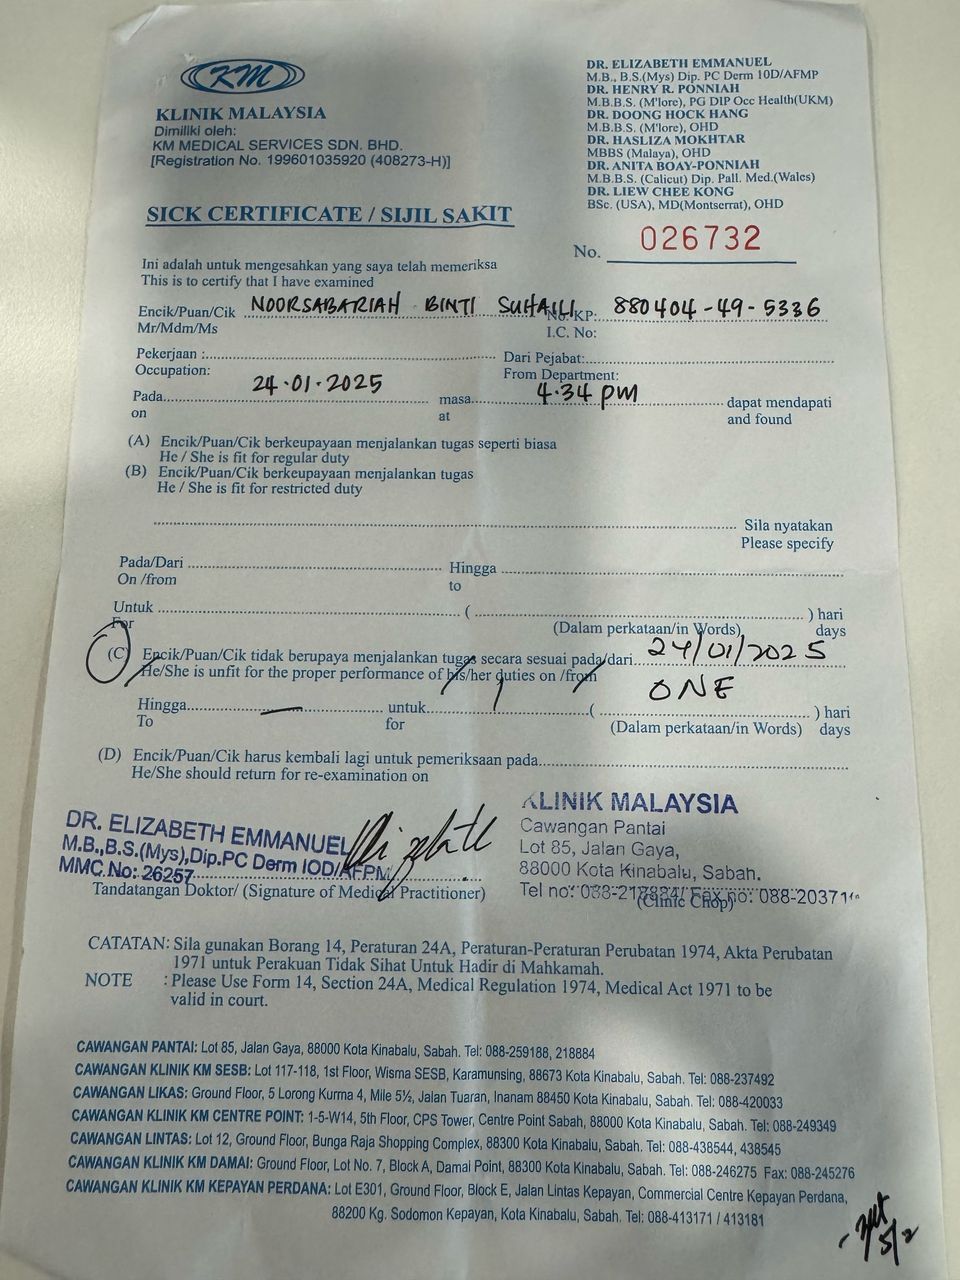 KM
KLINIK MALAYSIA
Dimiliki oleh:
KM MEDICAL SERVICES SDN. BHD.
[Registration No. 199601035920 (408273-H)]
DR. ELIZABETH EMMANUEL
M.B., B.S.(Mys) Dip. PC Derm 10D/AFMP
DR. HENRY R. PONNIAH
M.B.B.S. (M'lore), PG DIP Occ Health(UKM)
DR. DOONG HOCK HANG
M.B.B.S. (M'lore), OHD
DR. HASLIZA MOKHTAR
MBBS (Malaya), OHD
DR. ANITA BOAY-PONNIAH
M.B.B.S. (Calicut) Dip. Pall. Med.(Wales)
DR. LIEW CHEE KONG
BSc. (USA), MD(Montserrat), OHD
SICK CERTIFICATE / SIJIL SAKIT
No. 026732
Ini adalah untuk mengesahkan yang saya telah memeriksa
This is to certify that I have examined
Encik/Puan/Cik NOORSABARIAH BINTI SUHAILI No. KP: 880404-49-5336
Mr/Mdm/Ms I.C. No:
Pekerjaan : Dari Pejabat:
Occupation: From Department:
Pada 24.01.2025 masa 4.34 pm dapat mendapati
on at and found
(A) Encik/Puan/Cik berkeupayaan menjalankan tugas seperti biasa
He / She is fit for regular duty
(B) Encik/Puan/Cik berkeupayaan menjalankan tugas
He / She is fit for restricted duty
Sila nyatakan
Please specify
Pada/Dari Hingga
On /from to
Untuk ( ) hari
For (Dalam perkataan/in Words) days
(C) Encik/Puan/Cik tidak berupaya menjalankan tugas secara sesuai pada/dari 24/01/2025
He/She is unfit for the proper performance of his/her duties on /from
Hingga — untuk 1 ( ONE ) hari
To for (Dalam perkataan/in Words) days
(D) Encik/Puan/Cik harus kembali lagi untuk pemeriksaan pada
He/She should return for re-examination on
DR. ELIZABETH EMMANUEL
M.B.,B.S.(Mys),Dip.PC Derm IOD/AFPM
MMC No: 26257
Tandatangan Doktor/ (Signature of Medical Practitioner)
KLINIK MALAYSIA
Cawangan Pantai
Lot 85, Jalan Gaya,
88000 Kota Kinabalu, Sabah.
Tel no: 088-218884/ Fax no: 088-20371
(Clinic Chop)
CATATAN: Sila gunakan Borang 14, Peraturan 24A, Peraturan-Peraturan Perubatan 1974, Akta Perubatan
1971 untuk Perakuan Tidak Sihat Untuk Hadir di Mahkamah.
NOTE : Please Use Form 14, Section 24A, Medical Regulation 1974, Medical Act 1971 to be
valid in court.
CAWANGAN PANTAI: Lot 85, Jalan Gaya, 88000 Kota Kinabalu, Sabah. Tel: 088-259188, 218884
CAWANGAN KLINIK KM SESB: Lot 117-118, 1st Floor, Wisma SESB, Karamunsing, 88673 Kota Kinabalu, Sabah. Tel: 088-237492
CAWANGAN LIKAS: Ground Floor, 5 Lorong Kurma 4, Mile 5½, Jalan Tuaran, Inanam 88450 Kota Kinabalu, Sabah. Tel: 088-420033
CAWANGAN KLINIK KM CENTRE POINT: 1-5-W14, 5th Floor, CPS Tower, Centre Point Sabah, 88000 Kota Kinabalu, Sabah. Tel: 088-249349
CAWANGAN LINTAS: Lot 12, Ground Floor, Bunga Raja Shopping Complex, 88300 Kota Kinabalu, Sabah. Tel: 088-438544, 438545
CAWANGAN KLINIK KM DAMAI: Ground Floor, Lot No. 7, Block A, Damai Point, 88300 Kota Kinabalu, Sabah. Tel: 088-246275 Fax: 088-245276
CAWANGAN KLINIK KM KEPAYAN PERDANA: Lot E301, Ground Floor, Block E, Jalan Lintas Kepayan, Commercial Centre Kepayan Perdana,
88200 Kg. Sodomon Kepayan, Kota Kinabalu, Sabah. Tel: 088-413171 / 413181
5/2